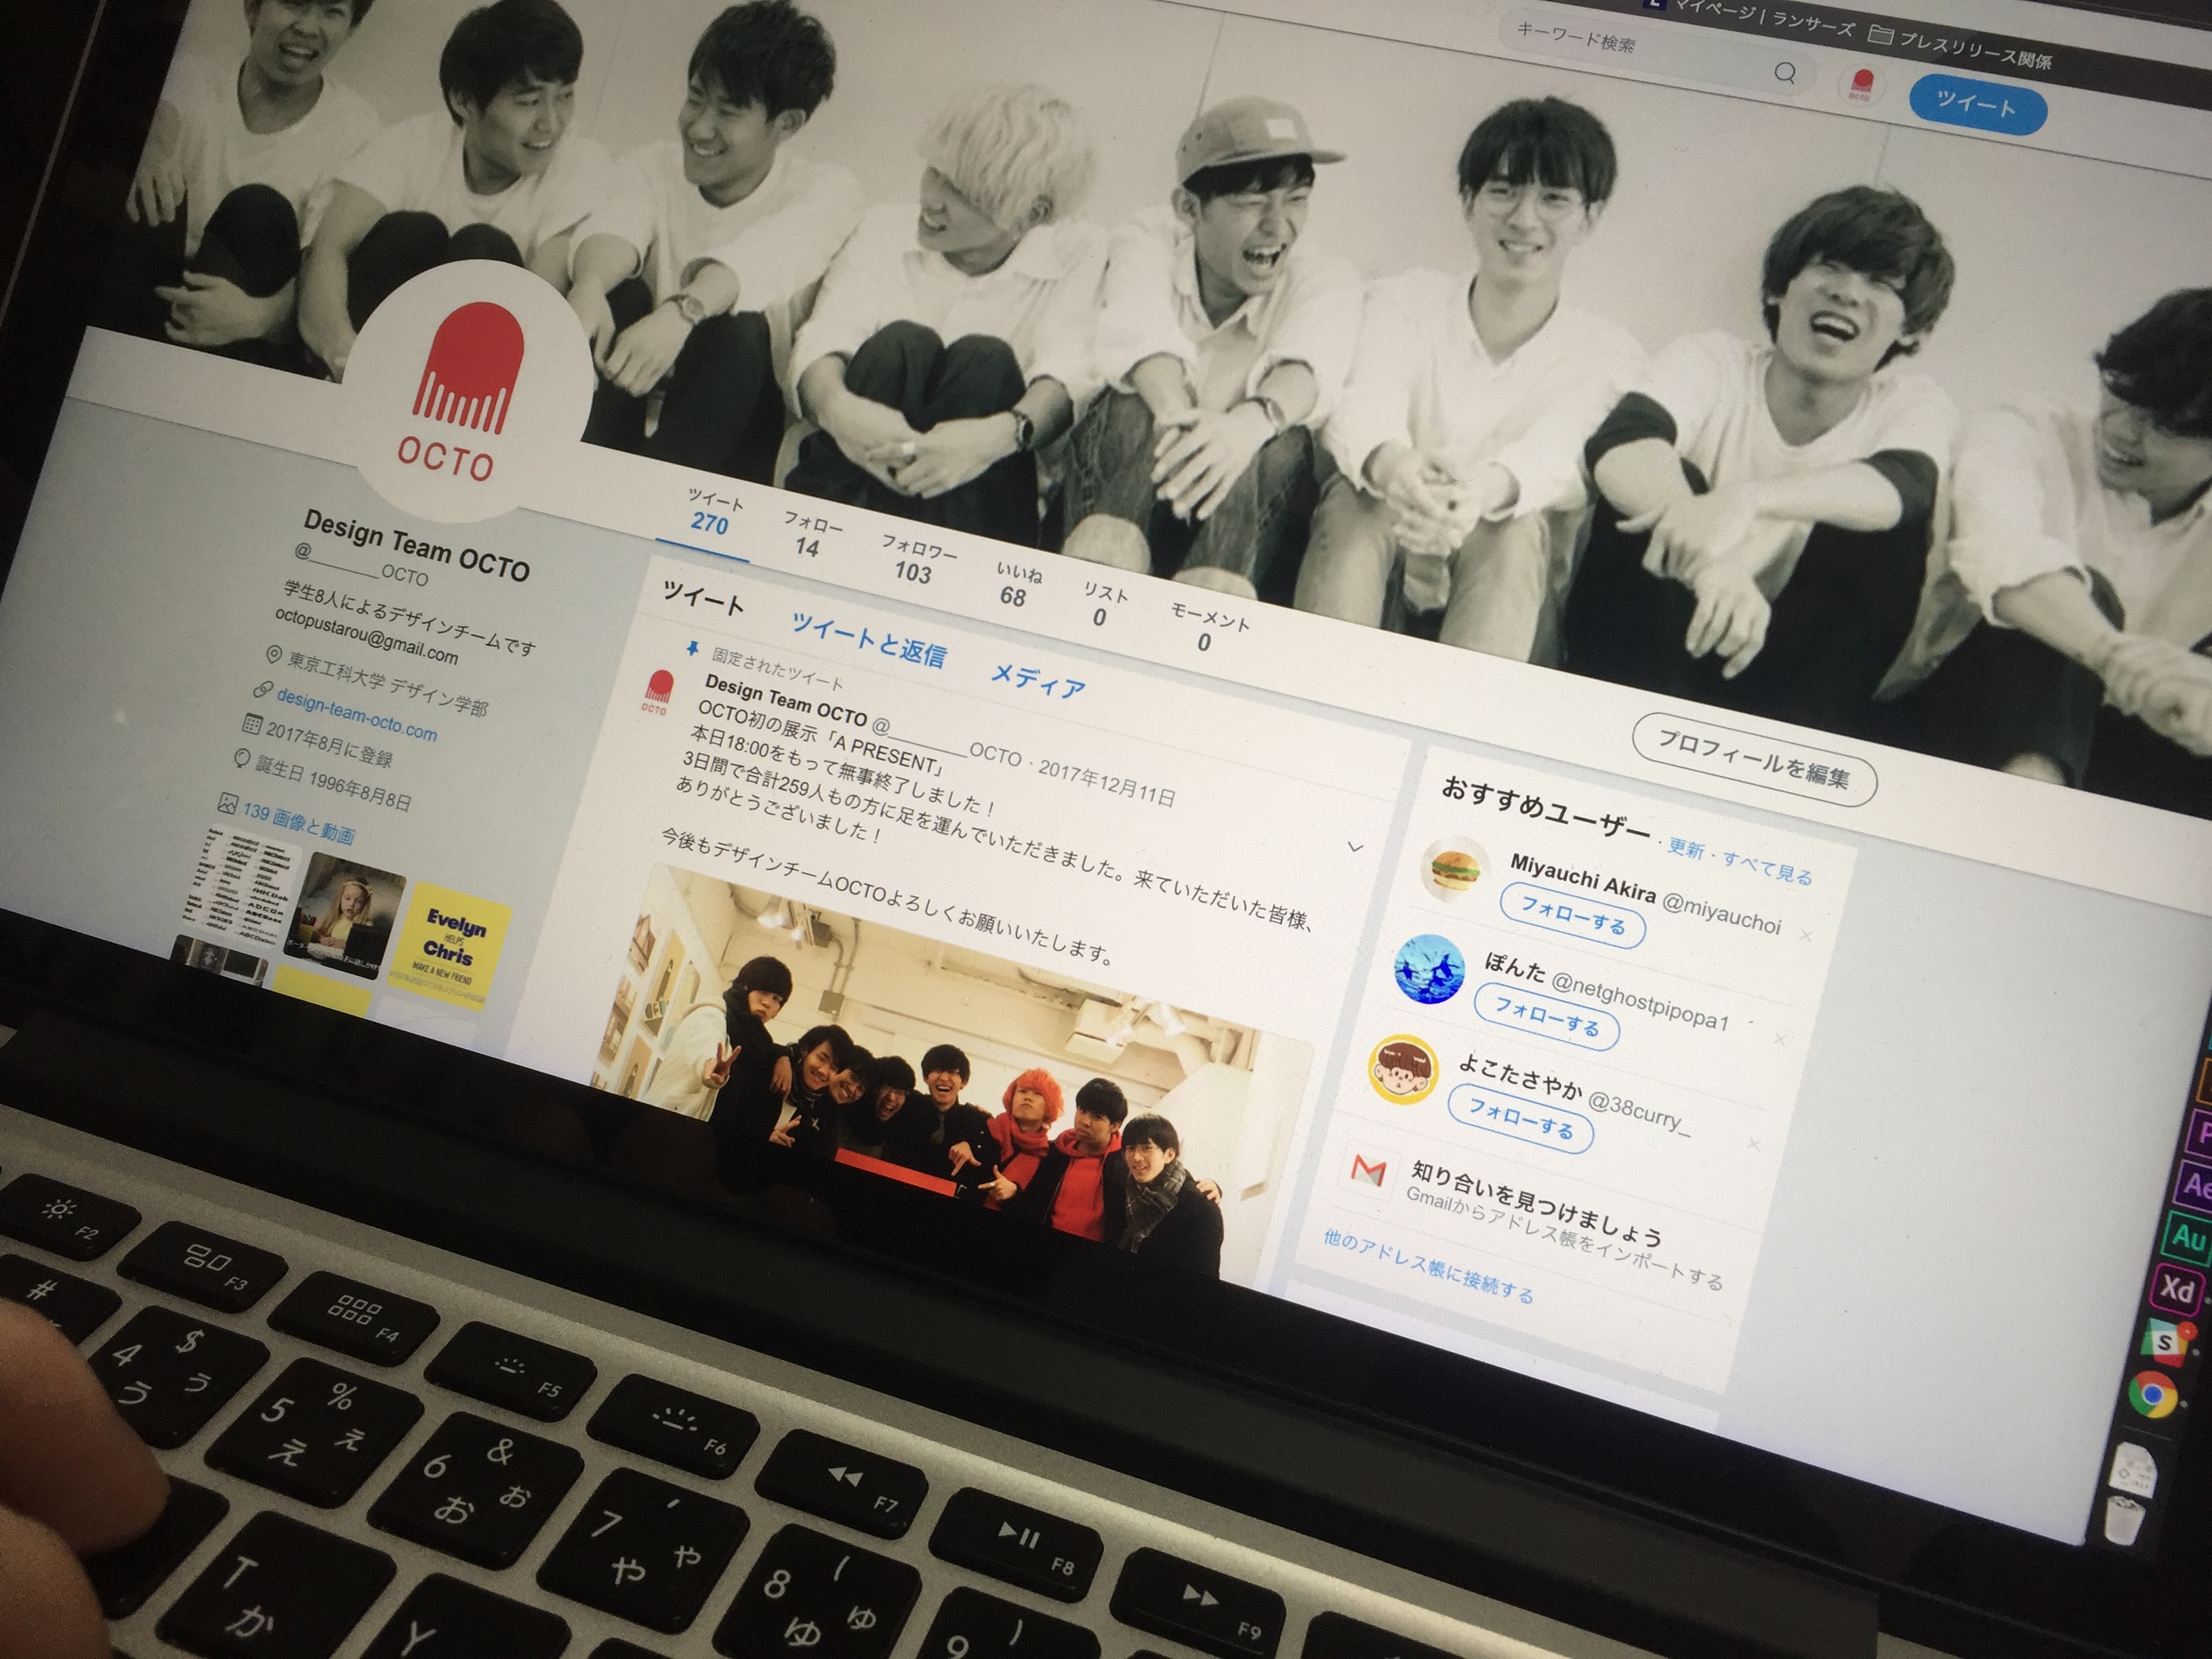 マイページ | ランサーズ
プレスリリース関係
キーワード検索
OCTO
ツイート
OCTO
ツイート
270
フォロー
14
フォロワー
103
いいね
68
リスト
0
モーメント
0
プロフィールを編集
Design Team OCTO
@________OCTO
学生8人によるデザインチームです
octopustarou@gmail.com
東京工科大学 デザイン学部
design-team-octo.com
2017年8月に登録
誕生日 1996年8月8日
139 画像と動画
Evelyn
HELPS
Chris
MAKE A NEW FRIEND
ツイート
ツイートと返信
メディア
固定されたツイート
OCTO
Design Team OCTO @________OCTO · 2017年12月11日
OCTO初の展示「A PRESENT」
本日18:00をもって無事終了しました！
3日間で合計259人もの方に足を運んでいただきました。来ていただいた皆様、
ありがとうございました！
今後もデザインチームOCTOよろしくお願いいたします。
おすすめユーザー · 更新 · すべて見る
Miyauchi Akira @miyauchoi
フォローする
ぽんた @netghostpipopa1
フォローする
よこたさやか @38curry_
フォローする
知り合いを見つけましょう
Gmailからアドレス帳をインポートする
他のアドレス帳に接続する
Ae
Au
Xd
S
F2
F3
F4
F5
F6
F7
F8
F9
#
$
4 う ぅ
%
5 え ぇ
&
6 お ぉ
'
7 や ゃ
(
8 ゆ ゅ
)
9
T
か
Y